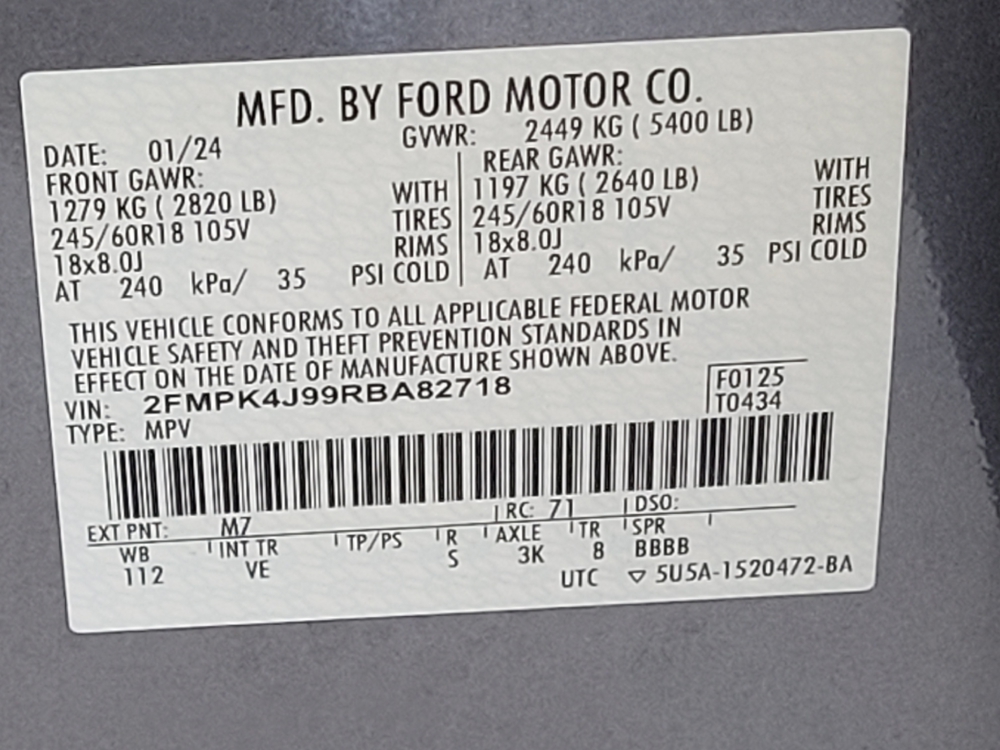 MFD. BY FORD MOTOR CO.
DATE: 01/24 GVWR: 2449 KG ( 5400 LB)
FRONT GAWR: REAR GAWR:
1279 KG ( 2820 LB) WITH 1197 KG ( 2640 LB) WITH
245/60R18 105V TIRES 245/60R18 105V TIRES
18x8.0J RIMS 18x8.0J RIMS
AT 240 kPa/ 35 PSI COLD AT 240 kPa/ 35 PSI COLD
THIS VEHICLE CONFORMS TO ALL APPLICABLE FEDERAL MOTOR
VEHICLE SAFETY AND THEFT PREVENTION STANDARDS IN
EFFECT ON THE DATE OF MANUFACTURE SHOWN ABOVE.
VIN: 2FMPK4J99RBA82718 F0125
TYPE: MPV T0434
EXT PNT: M7 RC: 71 DSO:
WB INT TR TP/PS R AXLE TR SPR
112 VE S 3K 8 BBBB
UTC ▽ 5U5A-1520472-BA